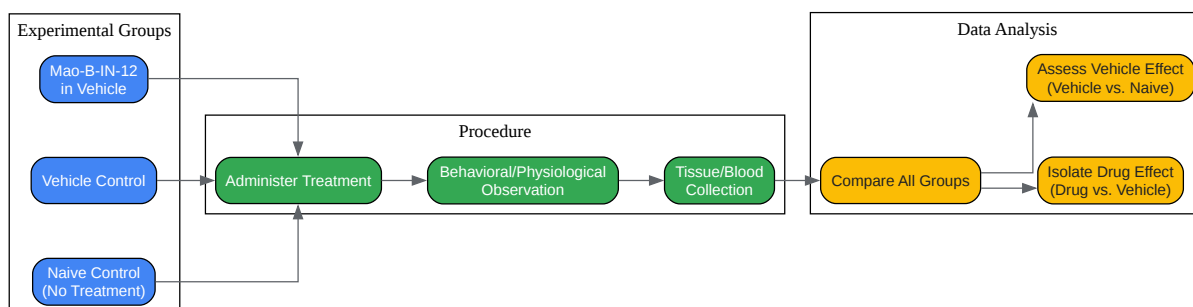 Experimental Groups
Mao-B-IN-12
in Vehicle
Vehicle Control
Naive Control
(No Treatment)
Procedure
Administer Treatment
Behavioral/Physiological
Observation
Tissue/Blood
Collection
Data Analysis
Compare All Groups
Assess Vehicle Effect
(Vehicle vs. Naive)
Isolate Drug Effect
(Drug vs. Vehicle)